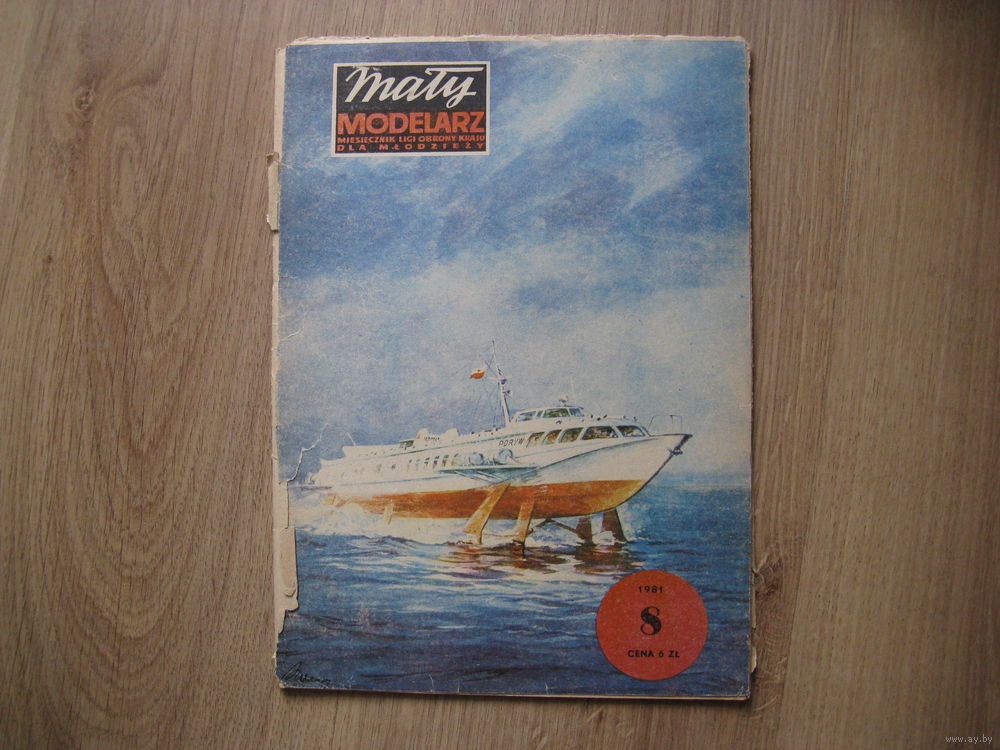 Mały
MODELARZ
MIESIĘCZNIK LIGI OBRONY KRAJU
DLA MŁODZIEŻY
PORYW
1981
8
CENA 6 ZŁ
www.ay.by